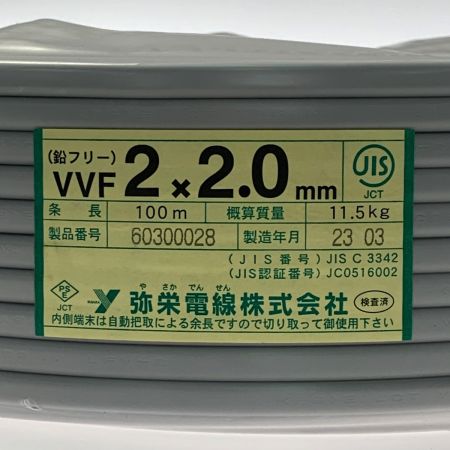 (鉛フリー)
VVF 2×2.0mm
JIS
JCT
条長 100m 概算質量 11.5kg
製品番号 60300028 製造年月 23 03
(JIS番号) JIS C 3342
(JIS認証番号) JC0516002
PS
E
JCT
や さか でん せん
弥栄電線株式会社
検査済
内側端末は自動把取による余長ですので切り取って御使用下さい